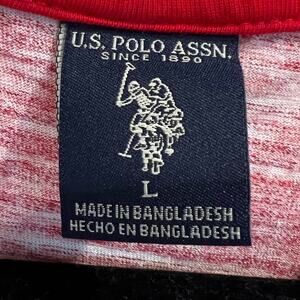 U.S. POLO ASSN.
SINCE 1890
L
MADE IN BANGLADESH
HECHO EN BANGLADESH